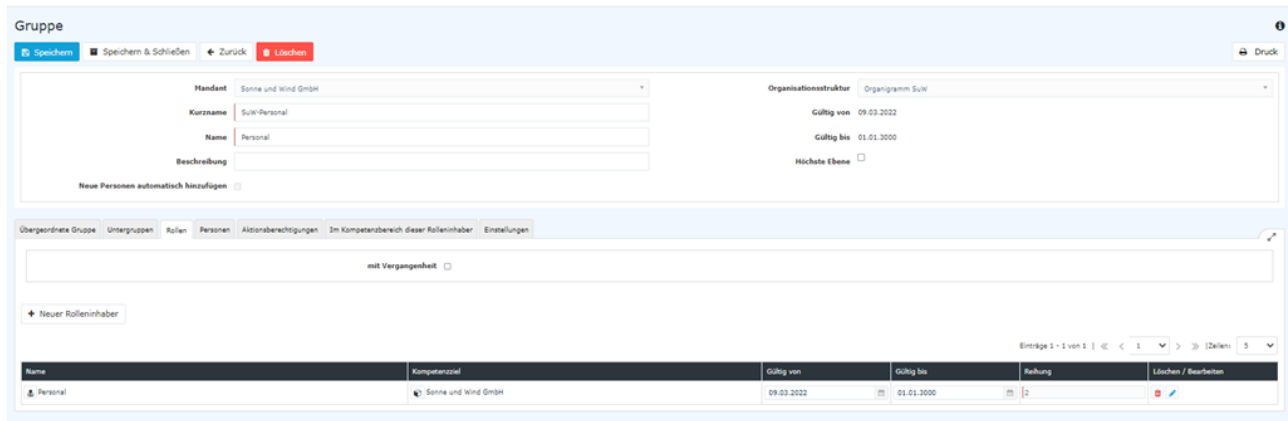 Gruppe
Speichern Speichern & Schließen Zurück Löschen Druck
Mandant Sonne und Wind GmbH Organisationsstruktur Organigramm SuW
Kurzname SuW-Personal Gültig von 09.03.2022
Name Personal Gültig bis 01.01.3000
Beschreibung Höchste Ebene
Neue Personen automatisch hinzufügen
Übergeordnete Gruppe Untergruppen Rollen Personen Aktionsberechtigungen Im Kompetenzbereich dieser Rolleninhaber Einstellungen
mit Vergangenheit
+ Neuer Rolleninhaber
Einträge 1 - 1 von 1 | « < 1 > » |Zeilen: 5
Name Kompetenzziel Gültig von Gültig bis Reihung Löschen / Bearbeiten
Personal Sonne und Wind GmbH 09.03.2022 01.01.3000 2